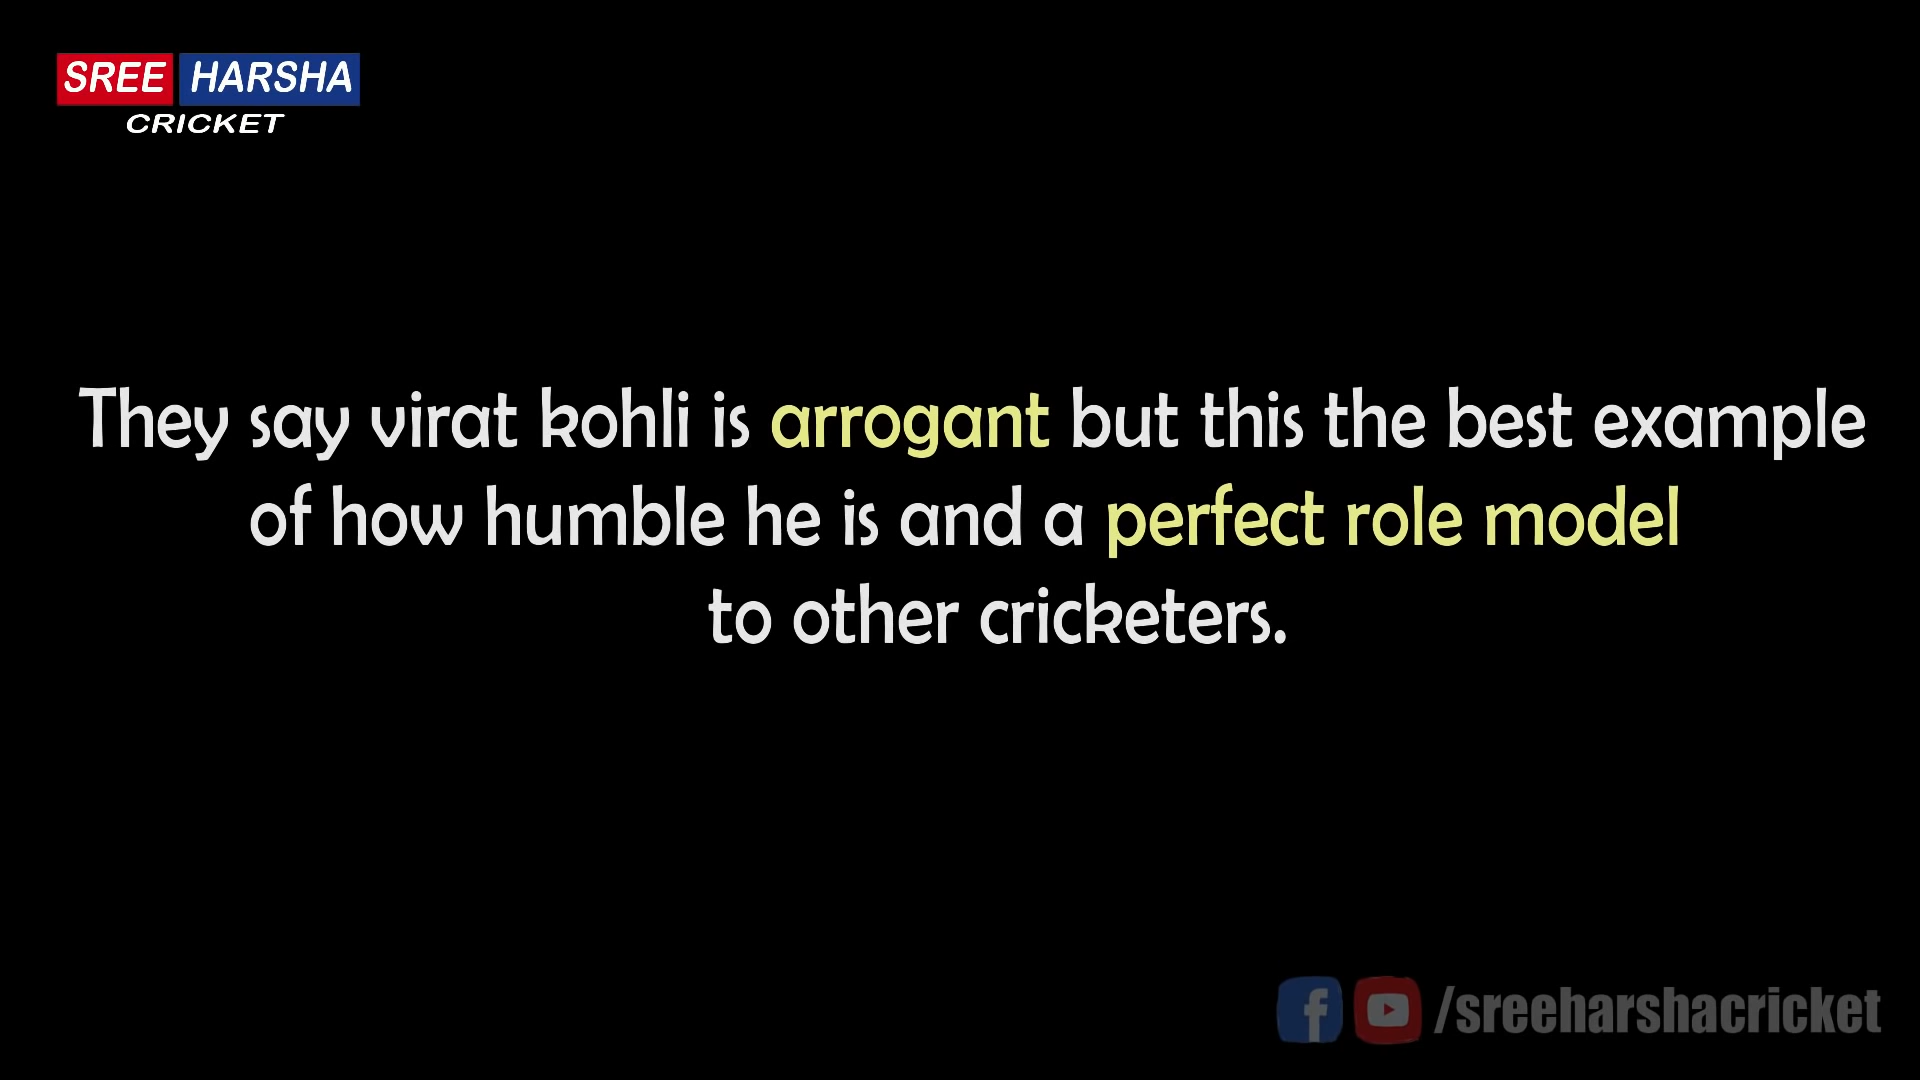 SREE HARSHA
CRICKET
They say virat kohli is arrogant but this the best example
of how humble he is and a perfect role model
to other cricketers.
/sreeharshacricket